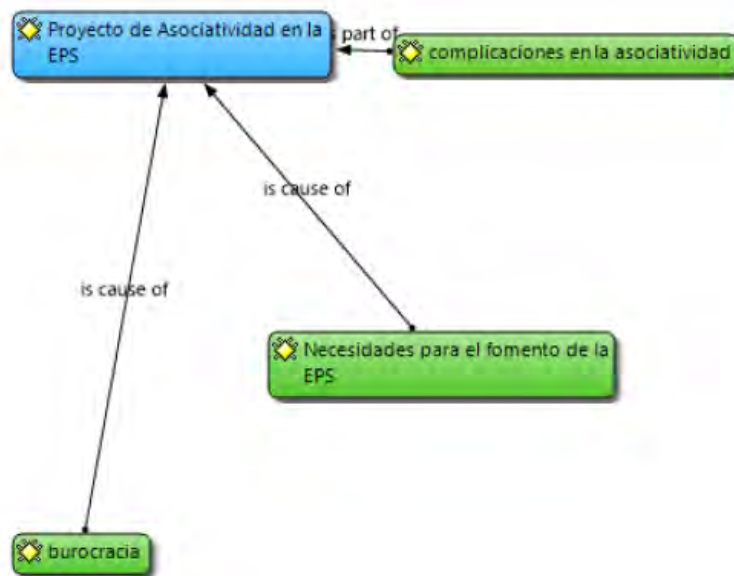 Proyecto de Asociatividad en la
EPS
part of
complicaciones en la asociatividad
is cause of
is cause of
Necesidades para el fomento de la
EPS
burocracia